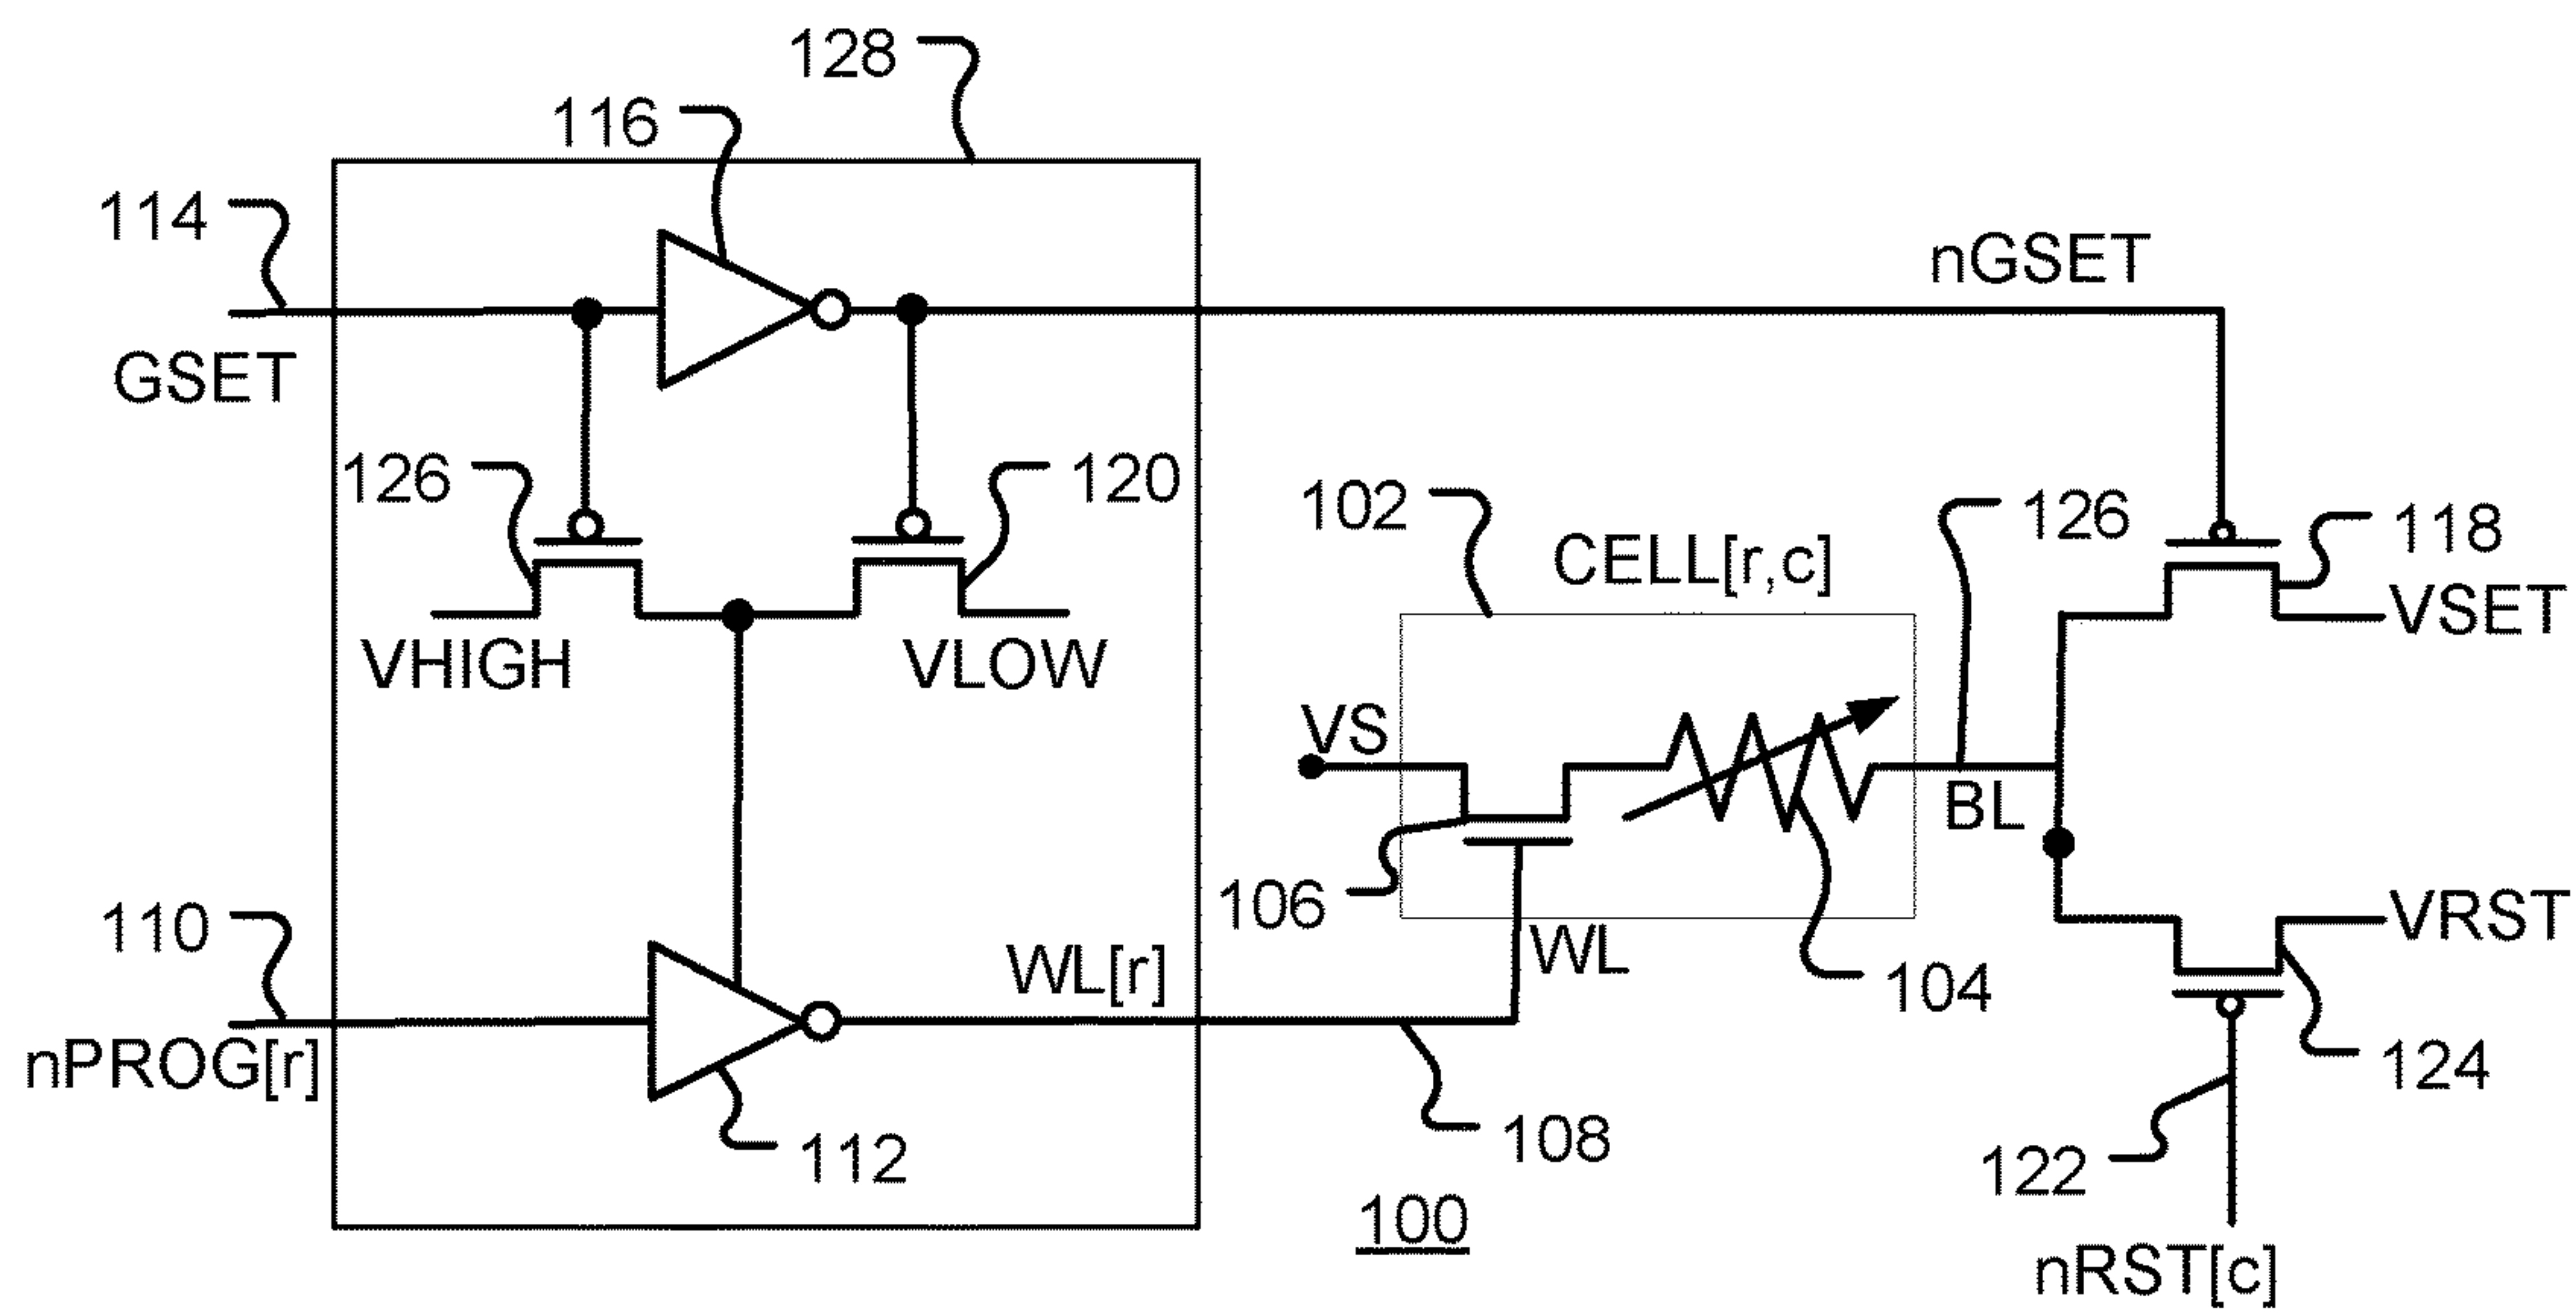 128
116
114
nGSET
GSET
126
120
102
126
118
CELL[r,c]
VSET
VHIGH
VLOW
VS
BL
106
WL
104
VRST
110
WL[r]
nPROG[r]
124
112
108
122
100
nRST[c]